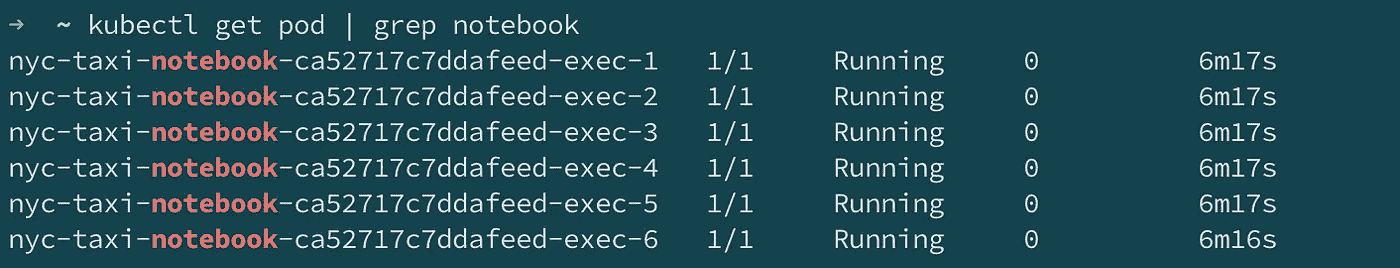 → ~ kubectl get pod | grep notebook
nyc-taxi-notebook-ca52717c7ddafeed-exec-1 1/1 Running 0 6m17s
nyc-taxi-notebook-ca52717c7ddafeed-exec-2 1/1 Running 0 6m17s
nyc-taxi-notebook-ca52717c7ddafeed-exec-3 1/1 Running 0 6m17s
nyc-taxi-notebook-ca52717c7ddafeed-exec-4 1/1 Running 0 6m17s
nyc-taxi-notebook-ca52717c7ddafeed-exec-5 1/1 Running 0 6m17s
nyc-taxi-notebook-ca52717c7ddafeed-exec-6 1/1 Running 0 6m16s